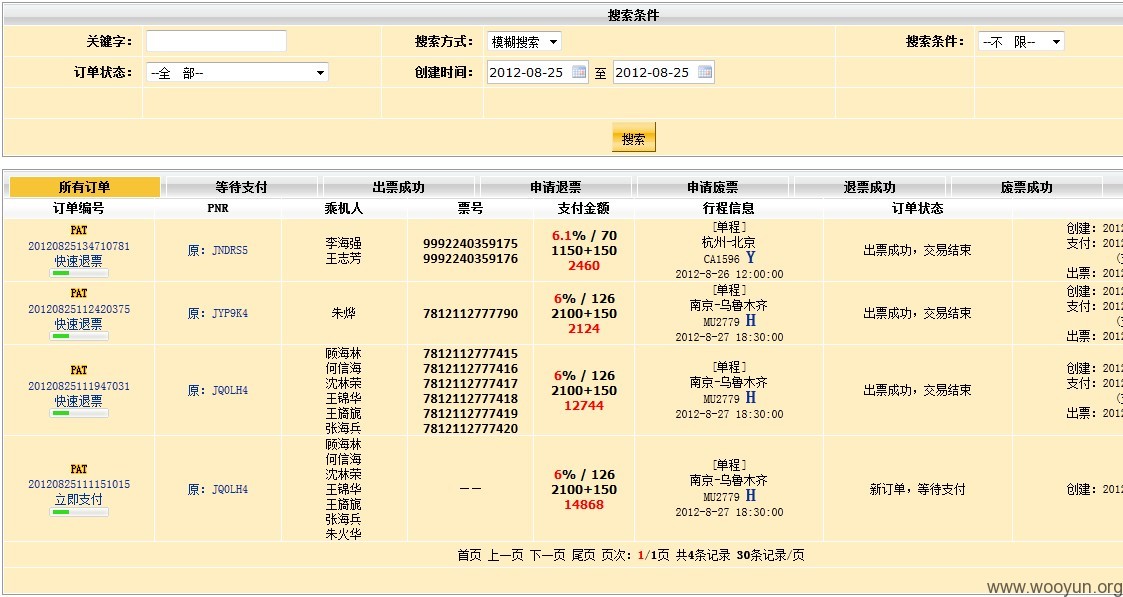 搜索条件
关键字： 搜索方式： 模糊搜索 搜索条件： --不 限--
订单状态： --全 部-- 创建时间： 2012-08-25 至 2012-08-25
搜索
所有订单 等待支付 出票成功 申请退票 申请废票 退票成功 废票成功
订单编号 PNR 乘机人 票号 支付金额 行程信息 订单状态
PAT
20120825134710781
快速退票
原：JNDRS5
李海强
王志芳
9992240359175
9992240359176
6.1% / 70
1150+150
2460
[单程]
杭州-北京
CA1596 Y
2012-8-26 12:00:00
出票成功，交易结束
创建：2012
支付：2012
出票：2012
PAT
20120825112420375
快速退票
原：JYP9K4
朱烨
7812112777790
6% / 126
2100+150
2124
[单程]
南京-乌鲁木齐
MU2779 H
2012-8-27 18:30:00
出票成功，交易结束
创建：2012
支付：2012
出票：2012
PAT
20120825111947031
快速退票
原：JQ0LH4
顾海林
何信海
沈林荣
王锦华
王旖旎
张海兵
7812112777415
7812112777416
7812112777417
7812112777418
7812112777419
7812112777420
6% / 126
2100+150
12744
[单程]
南京-乌鲁木齐
MU2779 H
2012-8-27 18:30:00
出票成功，交易结束
创建：2012
支付：2012
出票：2012
PAT
20120825111151015
立即支付
原：JQ0LH4
顾海林
何信海
沈林荣
王锦华
王旖旎
张海兵
朱火华
——
6% / 126
2100+150
14868
[单程]
南京-乌鲁木齐
MU2779 H
2012-8-27 18:30:00
新订单，等待支付
创建：2012
首页 上一页 下一页 尾页 页次：1/1页 共4条记录 30条记录/页
www.wooyun.org